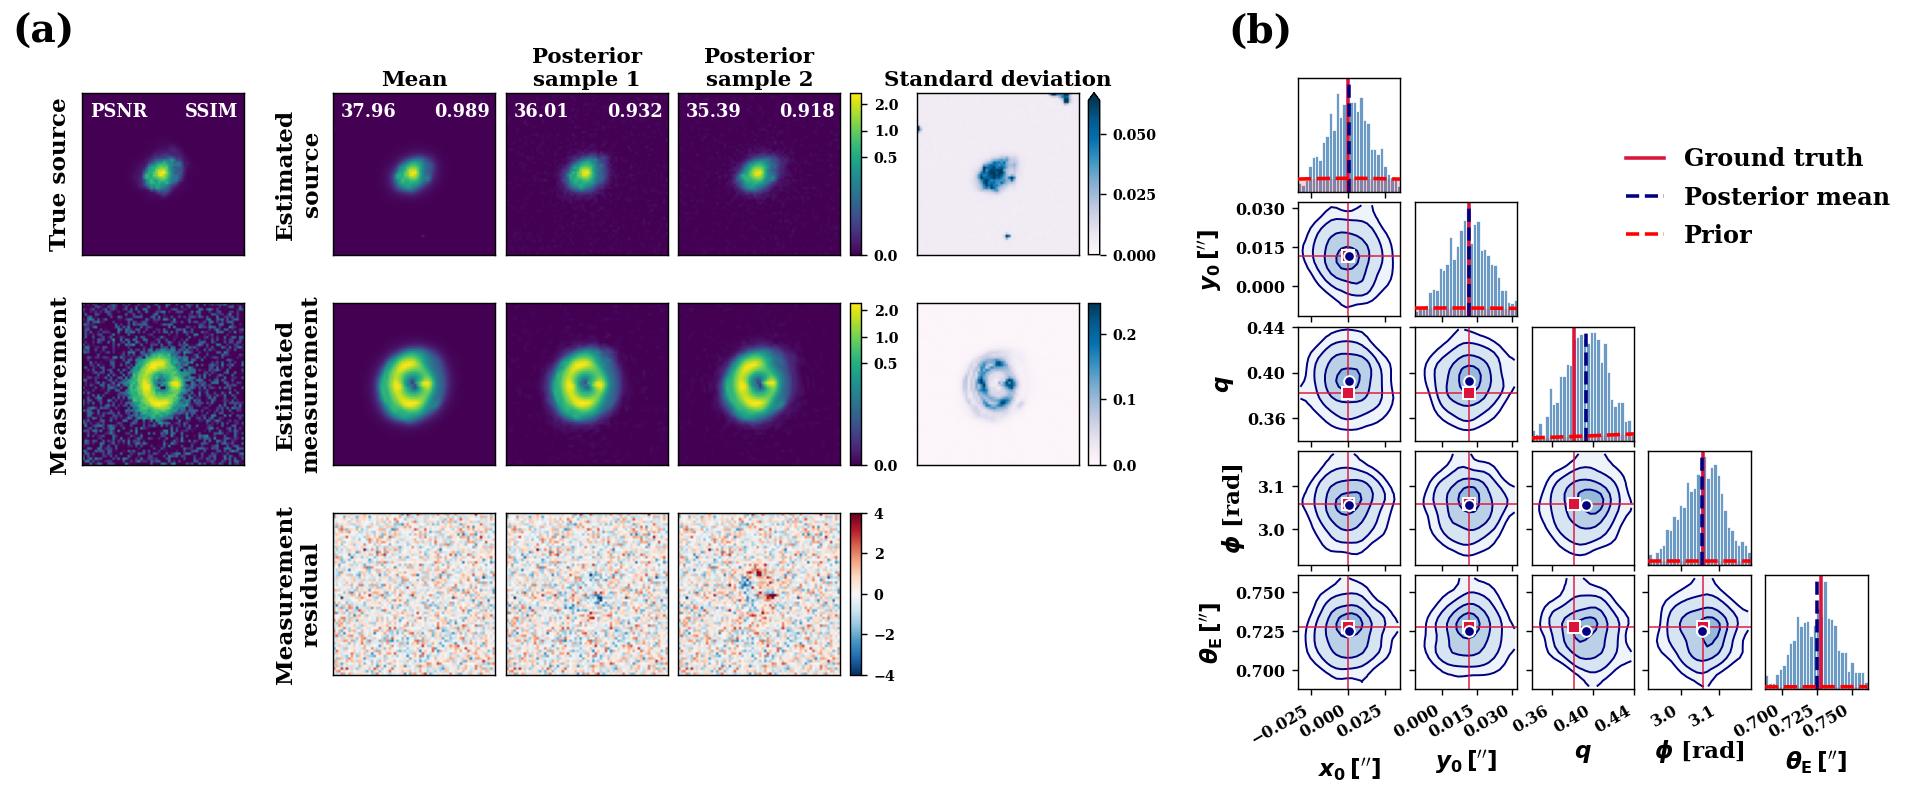 (a)
Mean
Posterior
sample 1
Posterior
sample 2
Standard deviation
True source
PSNR SSIM
Estimated
source
37.96 0.989
36.01 0.932
35.39 0.918
2.0
1.0
0.5
0.0
0.050
0.025
0.000
Measurement
Estimated
measurement
2.0
1.0
0.5
0.0
0.2
0.1
0.0
Measurement
residual
4
2
0
−2
−4
(b)
Ground truth
Posterior mean
Prior
y₀ [″]
0.030
0.015
0.000
q
0.44
0.40
0.36
ϕ [rad]
3.1
3.0
θ_E [″]
0.750
0.725
0.700
−0.025 0.000 0.025
0.000 0.015 0.030
0.36 0.40 0.44
3.0 3.1
0.700 0.725 0.750
x₀ [″]
y₀ [″]
q
ϕ [rad]
θ_E [″]